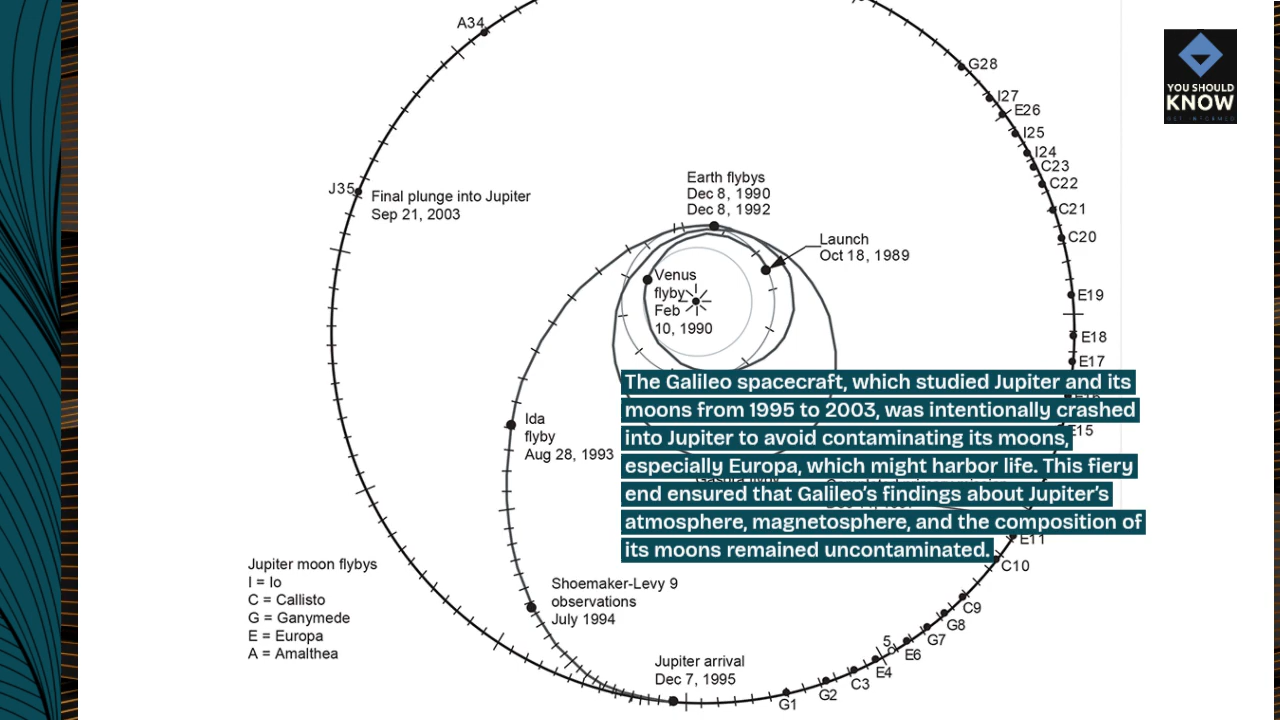 A34
G28
YOU SHOULD
KNOW
GET INFORMED
I27
E26
I25
I24
C23
C22
C21
C20
E19
E18
E17
E15
J35
Final plunge into Jupiter
Sep 21, 2003
Earth flybys
Dec 8, 1990
Dec 8, 1992
Launch
Oct 18, 1989
Venus
flyby
Feb
10, 1990
The Galileo spacecraft, which studied Jupiter and its
moons from 1995 to 2003, was intentionally crashed
into Jupiter to avoid contaminating its moons,
especially Europa, which might harbor life. This fiery
end ensured that Galileo's findings about Jupiter's
atmosphere, magnetosphere, and the composition of
its moons remained uncontaminated.
Ida
flyby
Aug 28, 1993
E11
C10
C9
G8
G7
E6
5
E4
C3
G2
G1
Jupiter moon flybys
I = Io
C = Callisto
G = Ganymede
E = Europa
A = Amalthea
Shoemaker-Levy 9
observations
July 1994
Jupiter arrival
Dec 7, 1995